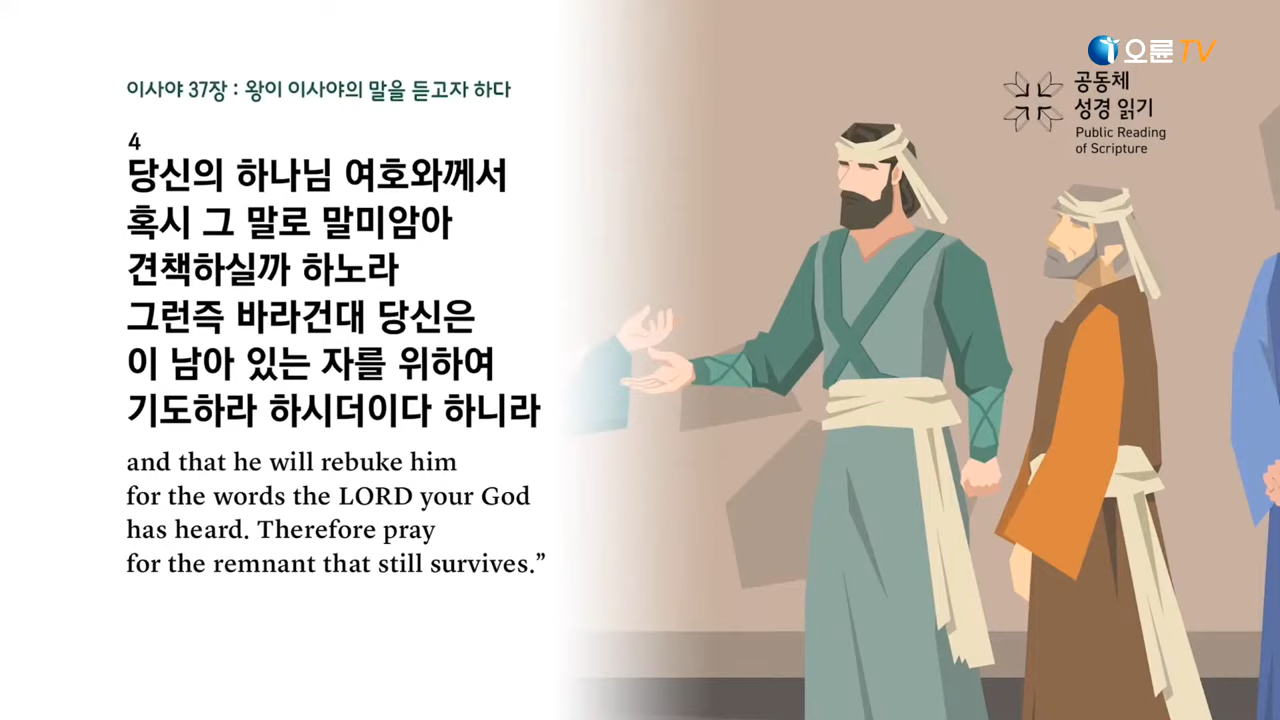 오륜TV
이사야 37장 : 왕이 이사야의 말을 듣고자 하다
공동체
성경 읽기
Public Reading
of Scripture
4
당신의 하나님 여호와께서
혹시 그 말로 말미암아
견책하실까 하노라
그런즉 바라건대 당신은
이 남아 있는 자를 위하여
기도하라 하시더이다 하니라
and that he will rebuke him
for the words the LORD your God
has heard. Therefore pray
for the remnant that still survives.”